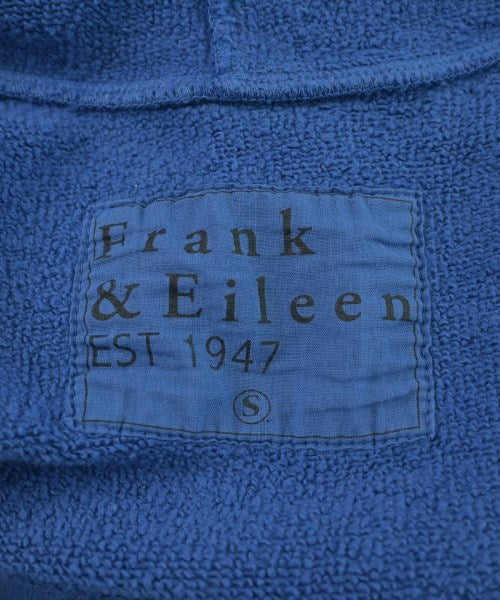 Frank
& Eileen
EST 1947
S